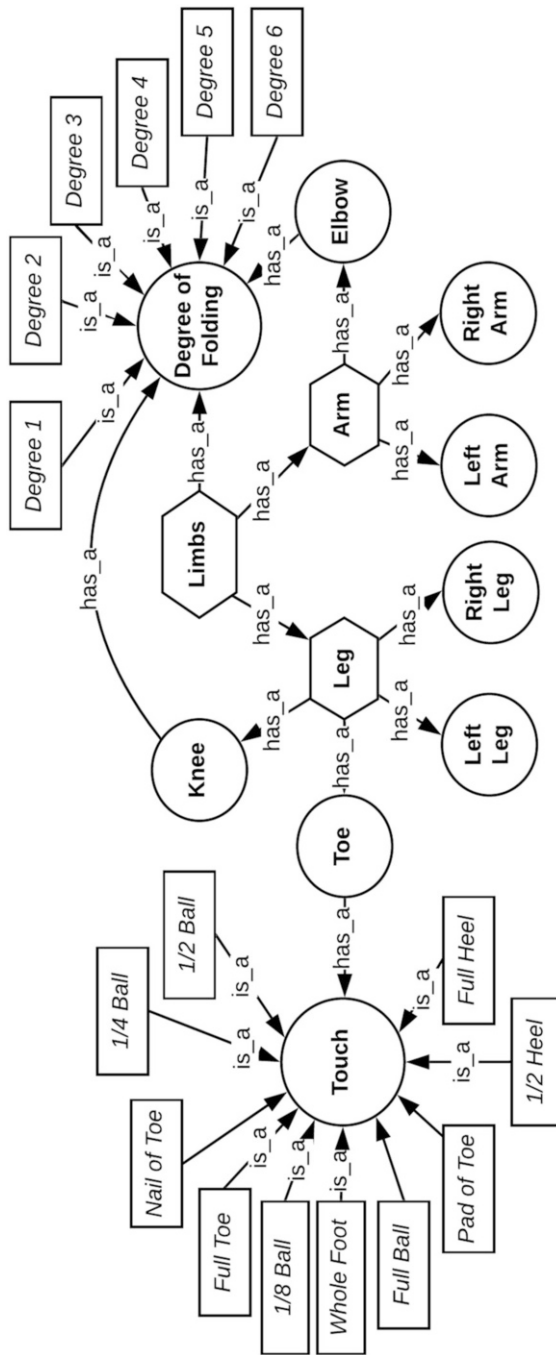 Degree 1
Degree 2
Degree 3
Degree 4
Degree 5
Degree 6
is_a
is_a
is_a
is_a
is_a
is_a
Degree of
Folding
has_a
has_a
has_a
Elbow
Limbs
has_a
has_a
has_a
Arm
has_a
has_a
Left
Arm
Right
Arm
Knee
has_a
Leg
has_a
has_a
has_a
Left
Leg
Right
Leg
Toe
has_a
Touch
Nail of Toe
1/4 Ball
is_a
1/2 Ball
is_a
Full Toe
is_a
1/8 Ball
is_a
Whole Foot
is_a
Full Ball
Pad of Toe
1/2 Heel
is_a
Full Heel
is_a